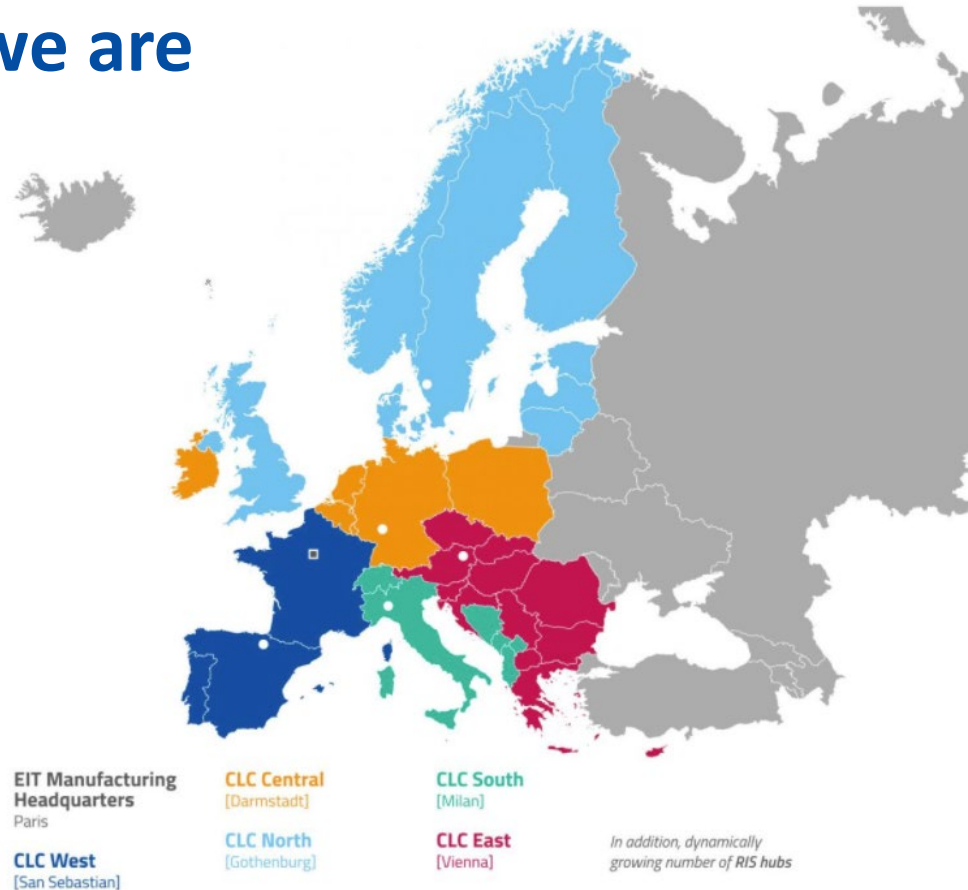 we are
EIT Manufacturing
Headquarters
Paris
CLC West
[San Sebastian]
CLC Central
[Darmstadt]
CLC North
[Gothenburg]
CLC South
[Milan]
CLC East
[Vienna]
In addition, dynamically
growing number of RIS hubs